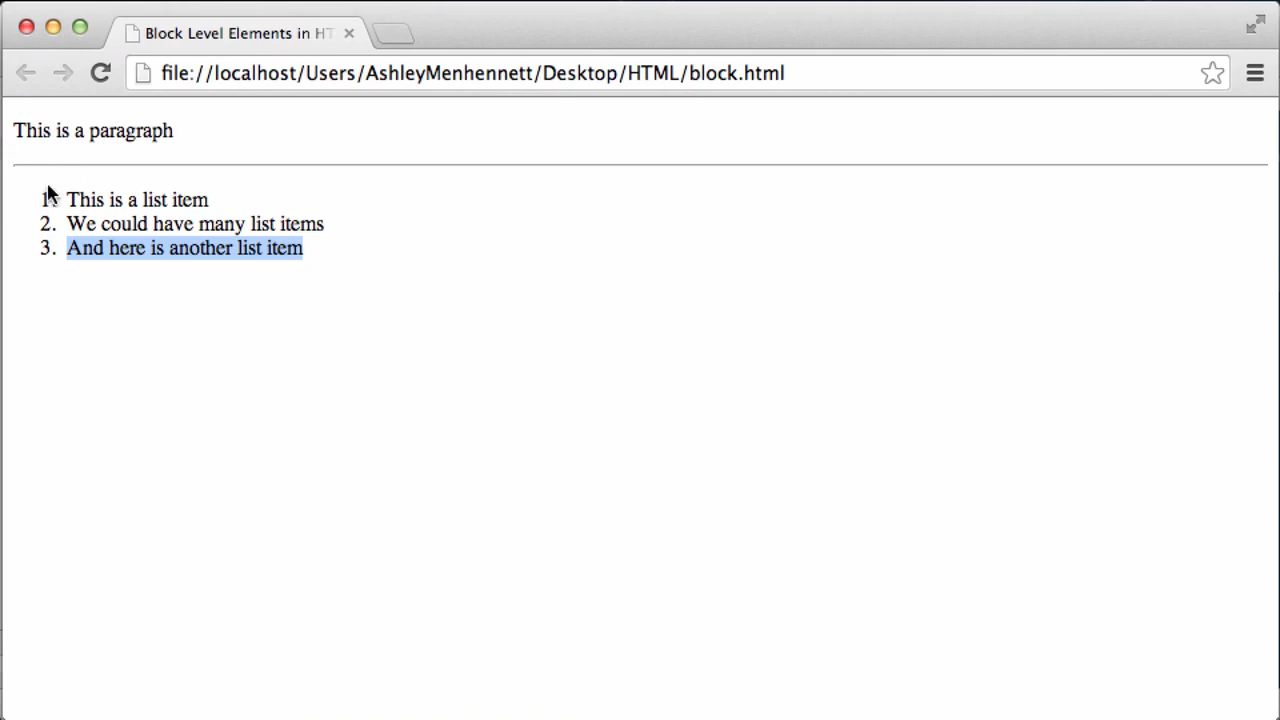 Block Level Elements in HT
file://localhost/Users/AshleyMenhennett/Desktop/HTML/block.html
This is a paragraph
1. This is a list item
2. We could have many list items
3. And here is another list item